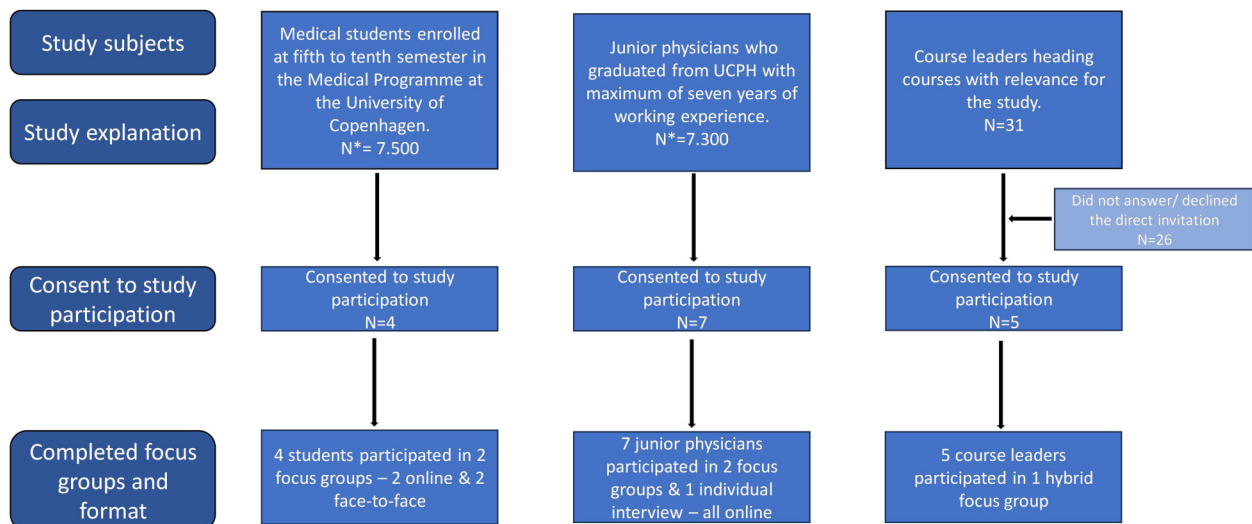 Study subjects
Study explanation
Medical students enrolled
at fifth to tenth semester in
the Medical Programme at
the University of
Copenhagen.
N*= 7.500
Junior physicians who
graduated from UCPH with
maximum of seven years of
working experience.
N*=7.300
Course leaders heading
courses with relevance for
the study.
N=31
Did not answer/ declined
the direct invitation
N=26
Consent to study
participation
Consented to study
participation
N=4
Consented to study
participation
N=7
Consented to study
participation
N=5
Completed focus
groups and
format
4 students participated in 2
focus groups – 2 online & 2
face-to-face
7 junior physicians
participated in 2 focus
groups & 1 individual
interview – all online
5 course leaders
participated in 1 hybrid
focus group